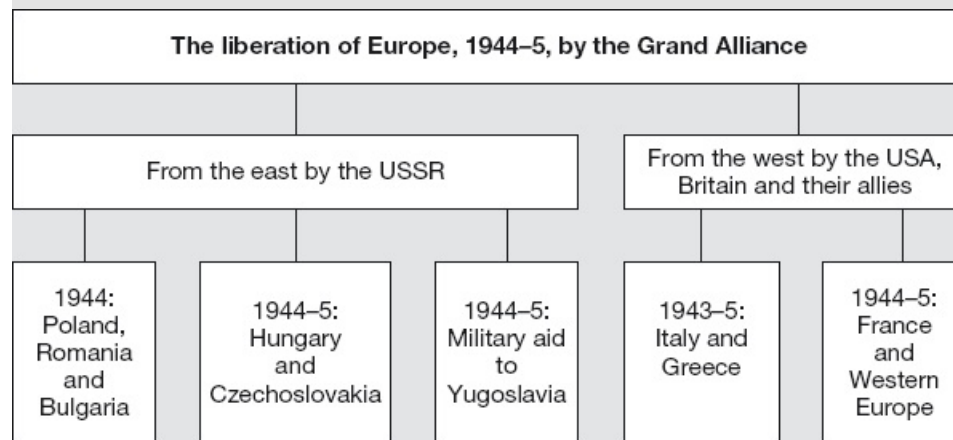 The liberation of Europe, 1944–5, by the Grand Alliance
From the east by the USSR
From the west by the USA,
Britain and their allies
1944:
Poland,
Romania
and
Bulgaria
1944–5:
Hungary
and
Czechoslovakia
1944–5:
Military aid
to
Yugoslavia
1943–5:
Italy and
Greece
1944–5:
France
and
Western
Europe